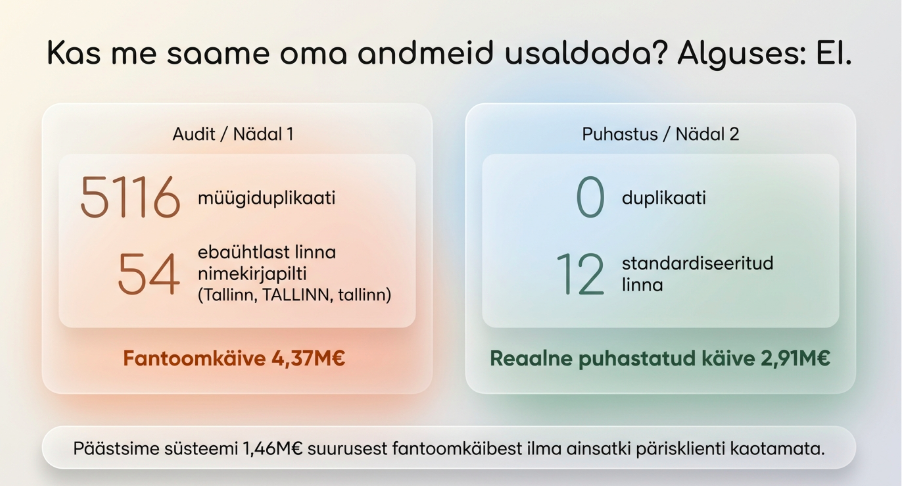 Kas me saame oma andmeid usaldada? Alguses: EI.
Audit / Nädal 1
5116 müügiduplikaati
54 ebaühtlast linna
nimekirjapilti
(Tallinn, TALLINN, tallinn)
Fantoomkäive 4,37M€
Puhastus / Nädal 2
0 duplikaati
12 standardiseeritud
linna
Reaalne puhastatud käive 2,91M€
Päästsime süsteemi 1,46M€ suurusest fantoomkäibest ilma ainsatki pärisklienti kaotamata.